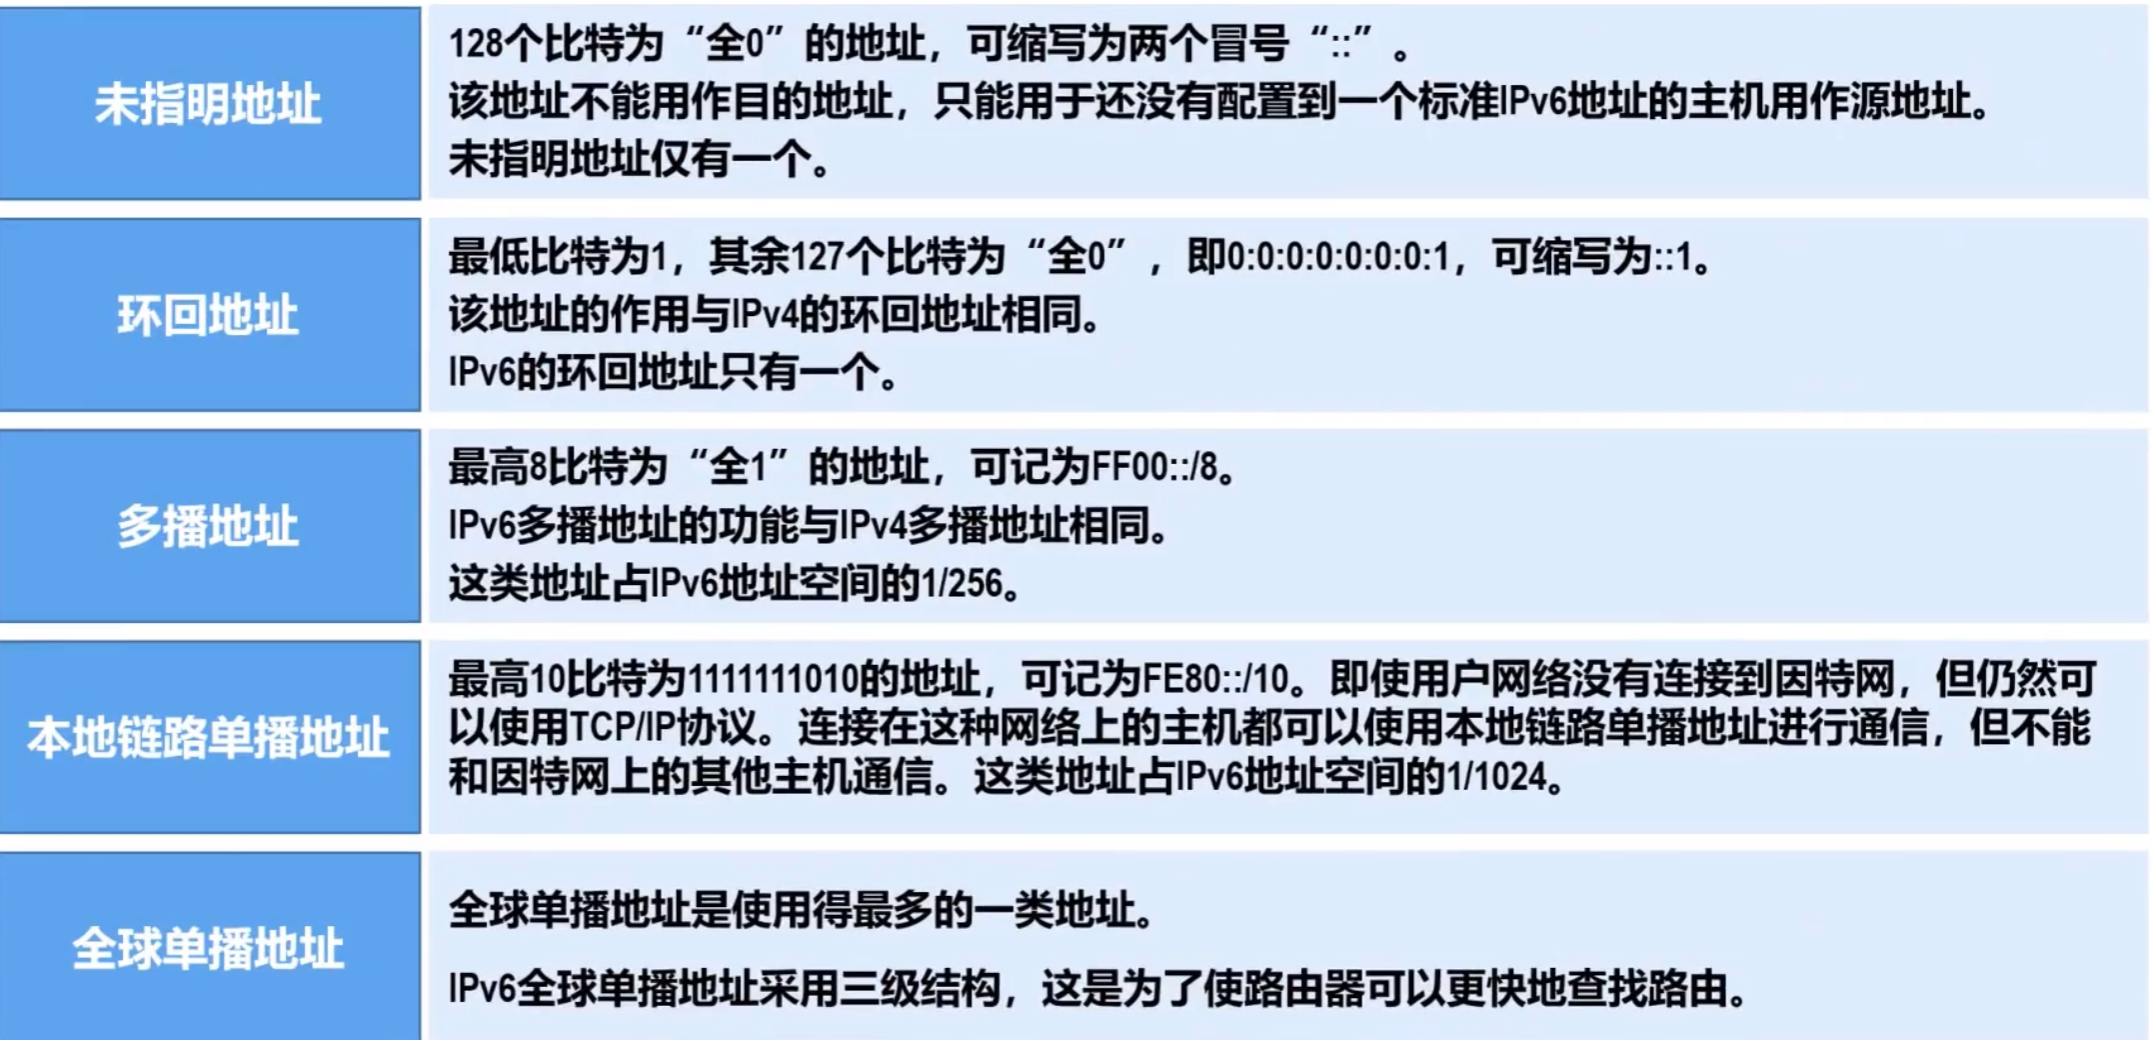 未指明地址
128个比特为“全0”的地址，可缩写为两个冒号“::”。
该地址不能用作目的地址，只能用于还没有配置到一个标准IPv6地址的主机用作源地址。
未指明地址仅有一个。
环回地址
最低比特为1，其余127个比特为“全0”，即0:0:0:0:0:0:0:1，可缩写为::1。
该地址的作用与IPv4的环回地址相同。
IPv6的环回地址只有一个。
多播地址
最高8比特为“全1”的地址，可记为FF00::/8。
IPv6多播地址的功能与IPv4多播地址相同。
这类地址占IPv6地址空间的1/256。
本地链路单播地址
最高10比特为1111111010的地址，可记为FE80::/10。即使用户网络没有连接到因特网，但仍然可
以使用TCP/IP协议。连接在这种网络上的主机都可以使用本地链路单播地址进行通信，但不能
和因特网上的其他主机通信。这类地址占IPv6地址空间的1/1024。
全球单播地址
全球单播地址是使用得最多的一类地址。
IPv6全球单播地址采用三级结构，这是为了使路由器可以更快地查找路由。